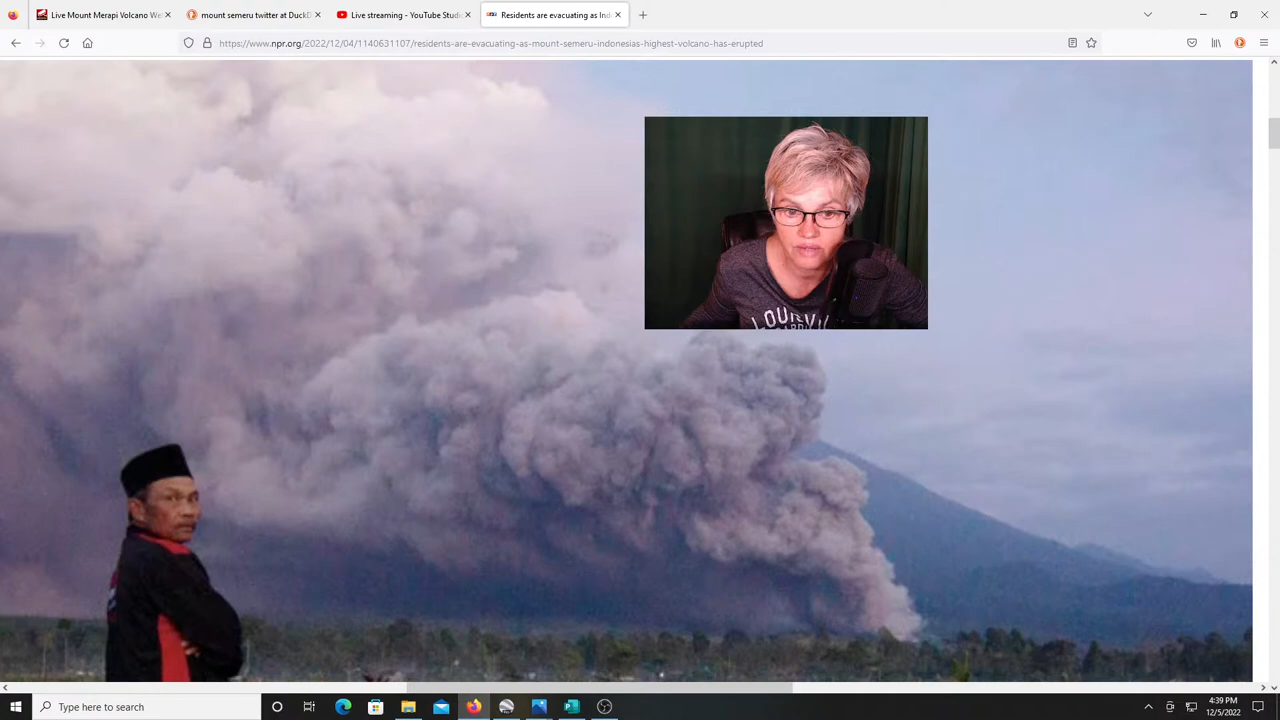 Live Mount Merapi Volcano We
mount semeru twitter at DuckD
Live streaming - YouTube Studi
Residents are evacuating as Ind
https://www.npr.org/2022/12/04/1140631107/residents-are-evacuating-as-mount-semeru-indonesias-highest-volcano-has-erupted
Type here to search
4:39 PM
12/5/2022